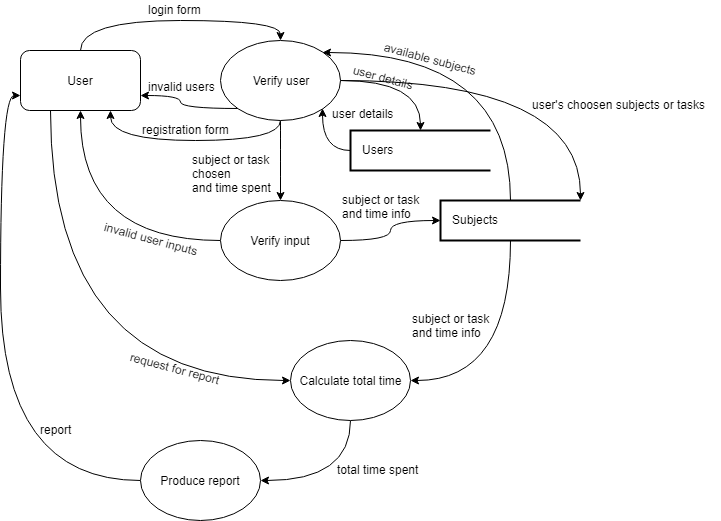 login form
available subjects
User
Verify user
user details
invalid users
user's choosen subjects or tasks
user details
registration form
Users
subject or task
chosen
and time spent
subject or task
and time info
Subjects
invalid user inputs
Verify input
subject or task
and time info
request for report
Calculate total time
report
total time spent
Produce report